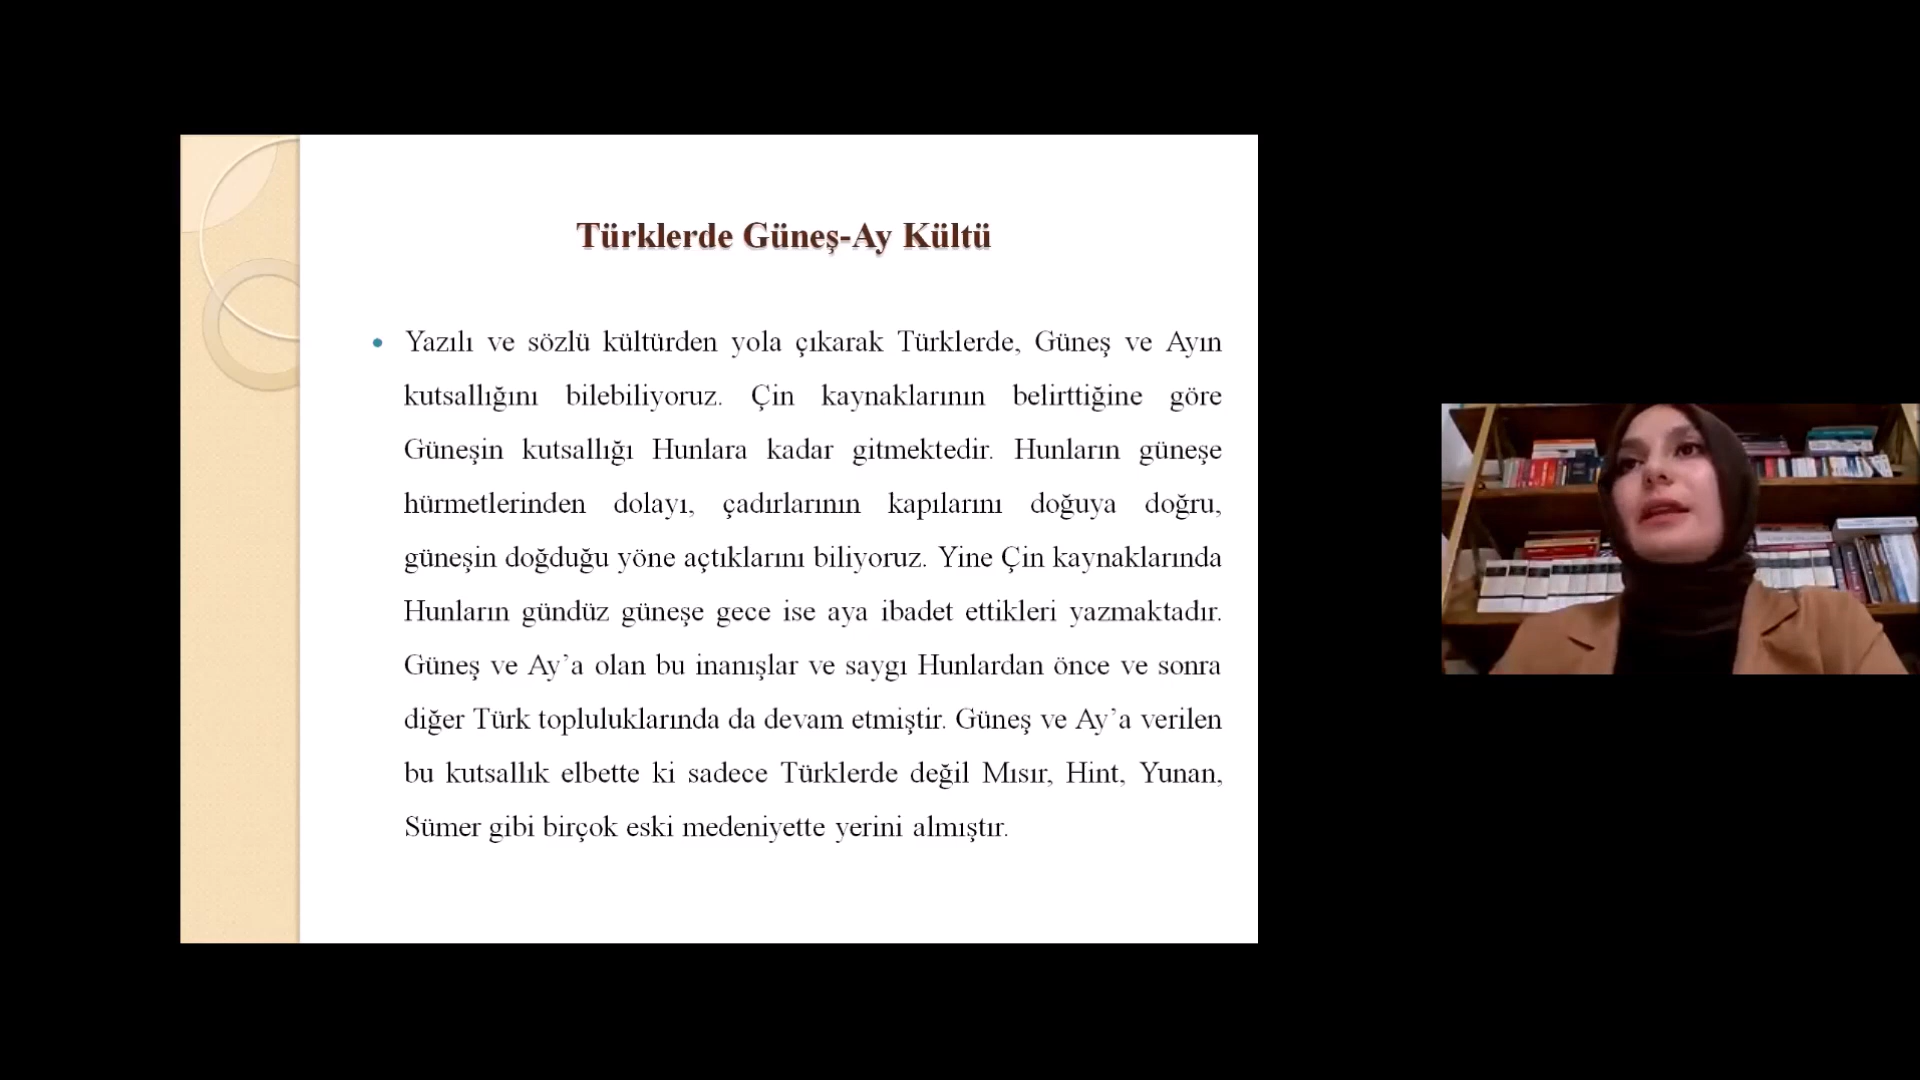 Türklerde Güneş-Ay Kültü
• Yazılı ve sözlü kültürden yola çıkarak Türklerde, Güneş ve Ayın
kutsallığını bilebiliyoruz. Çin kaynaklarının belirttiğine göre
Güneşin kutsallığı Hunlara kadar gitmektedir. Hunların güneşe
hürmetlerinden dolayı, çadırlarının kapılarını doğuya doğru,
güneşin doğduğu yöne açtıklarını biliyoruz. Yine Çin kaynaklarında
Hunların gündüz güneşe gece ise aya ibadet ettikleri yazmaktadır.
Güneş ve Ay’a olan bu inanışlar ve saygı Hunlardan önce ve sonra
diğer Türk topluluklarında da devam etmiştir. Güneş ve Ay’a verilen
bu kutsallık elbette ki sadece Türklerde değil Mısır, Hint, Yunan,
Sümer gibi birçok eski medeniyette yerini almıştır.